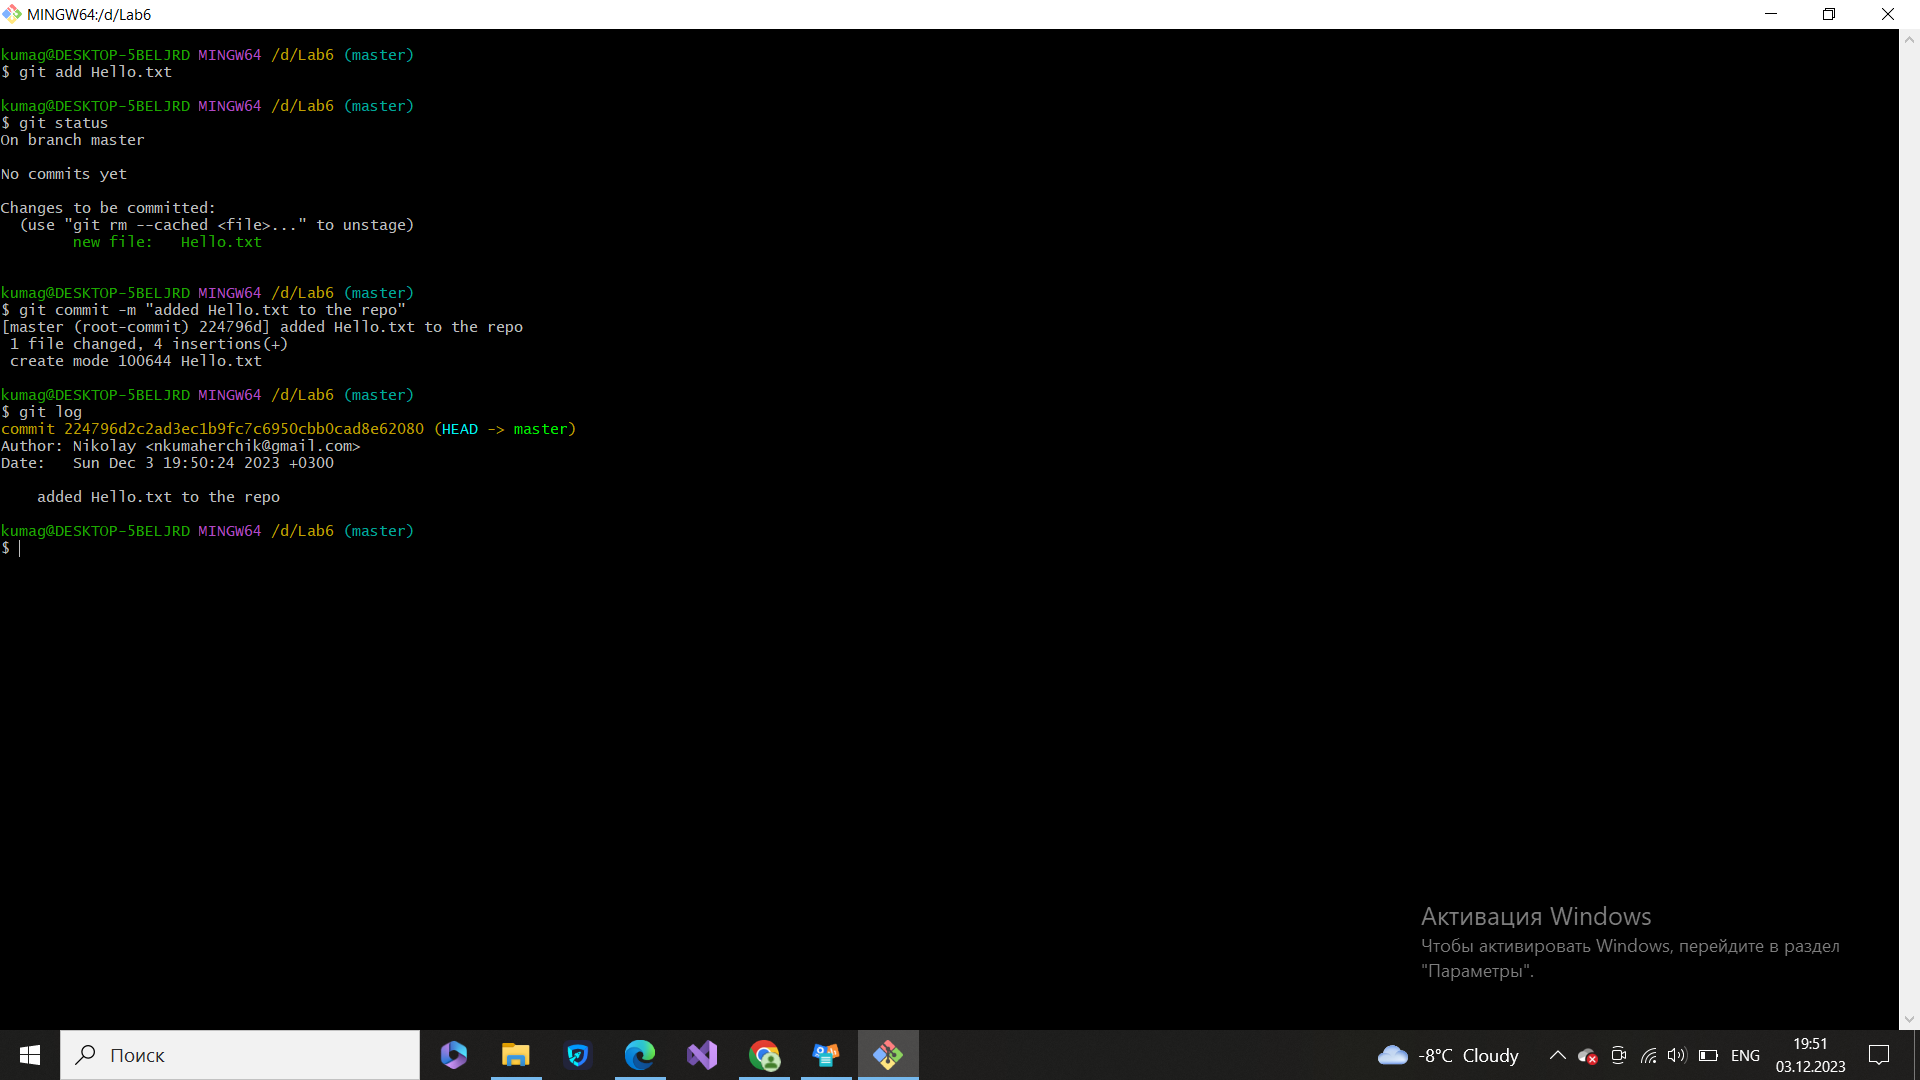 MINGW64:/d/Lab6
kumag@DESKTOP-5BELJRD MINGW64 /d/Lab6 (master)
$ git add Hello.txt
kumag@DESKTOP-5BELJRD MINGW64 /d/Lab6 (master)
$ git status
On branch master
No commits yet
Changes to be committed:
(use "git rm --cached <file>..." to unstage)
new file:   Hello.txt
kumag@DESKTOP-5BELJRD MINGW64 /d/Lab6 (master)
$ git commit -m "added Hello.txt to the repo"
[master (root-commit) 224796d] added Hello.txt to the repo
1 file changed, 4 insertions(+)
create mode 100644 Hello.txt
kumag@DESKTOP-5BELJRD MINGW64 /d/Lab6 (master)
$ git log
commit 224796d2c2ad3ec1b9fc7c6950cbb0cad8e62080 (HEAD -> master)
Author: Nikolay <nkumaherchik@gmail.com>
Date:   Sun Dec 3 19:50:24 2023 +0300
added Hello.txt to the repo
kumag@DESKTOP-5BELJRD MINGW64 /d/Lab6 (master)
$
Активация Windows
Чтобы активировать Windows, перейдите в раздел
"Параметры".
Поиск
-8°C Cloudy
ENG
19:51
03.12.2023